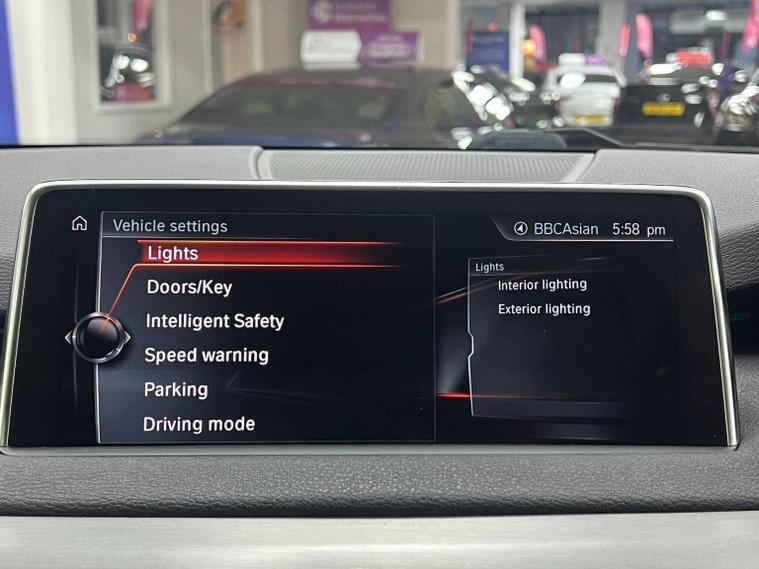 Vehicle settings
BBCAsian 5:58 pm
Lights
Doors/Key
Intelligent Safety
Speed warning
Parking
Driving mode
Lights
Interior lighting
Exterior lighting